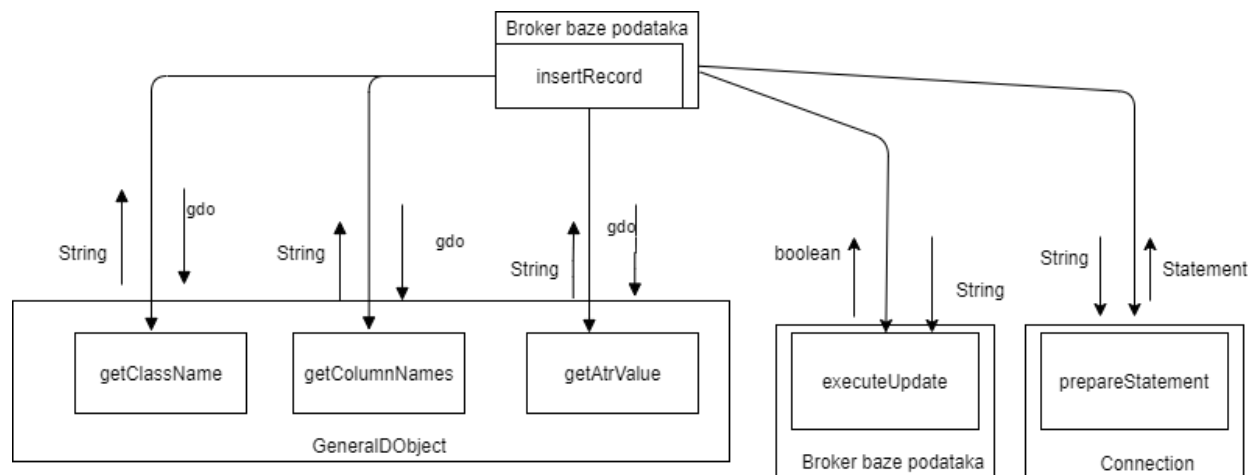 Broker baze podataka
insertRecord
gdo
String
gdo
String
gdo
String
boolean
String
String
Statement
getClassName
getColumnNames
getAtrValue
executeUpdate
prepareStatement
GeneralDObject
Broker baze podataka
Connection